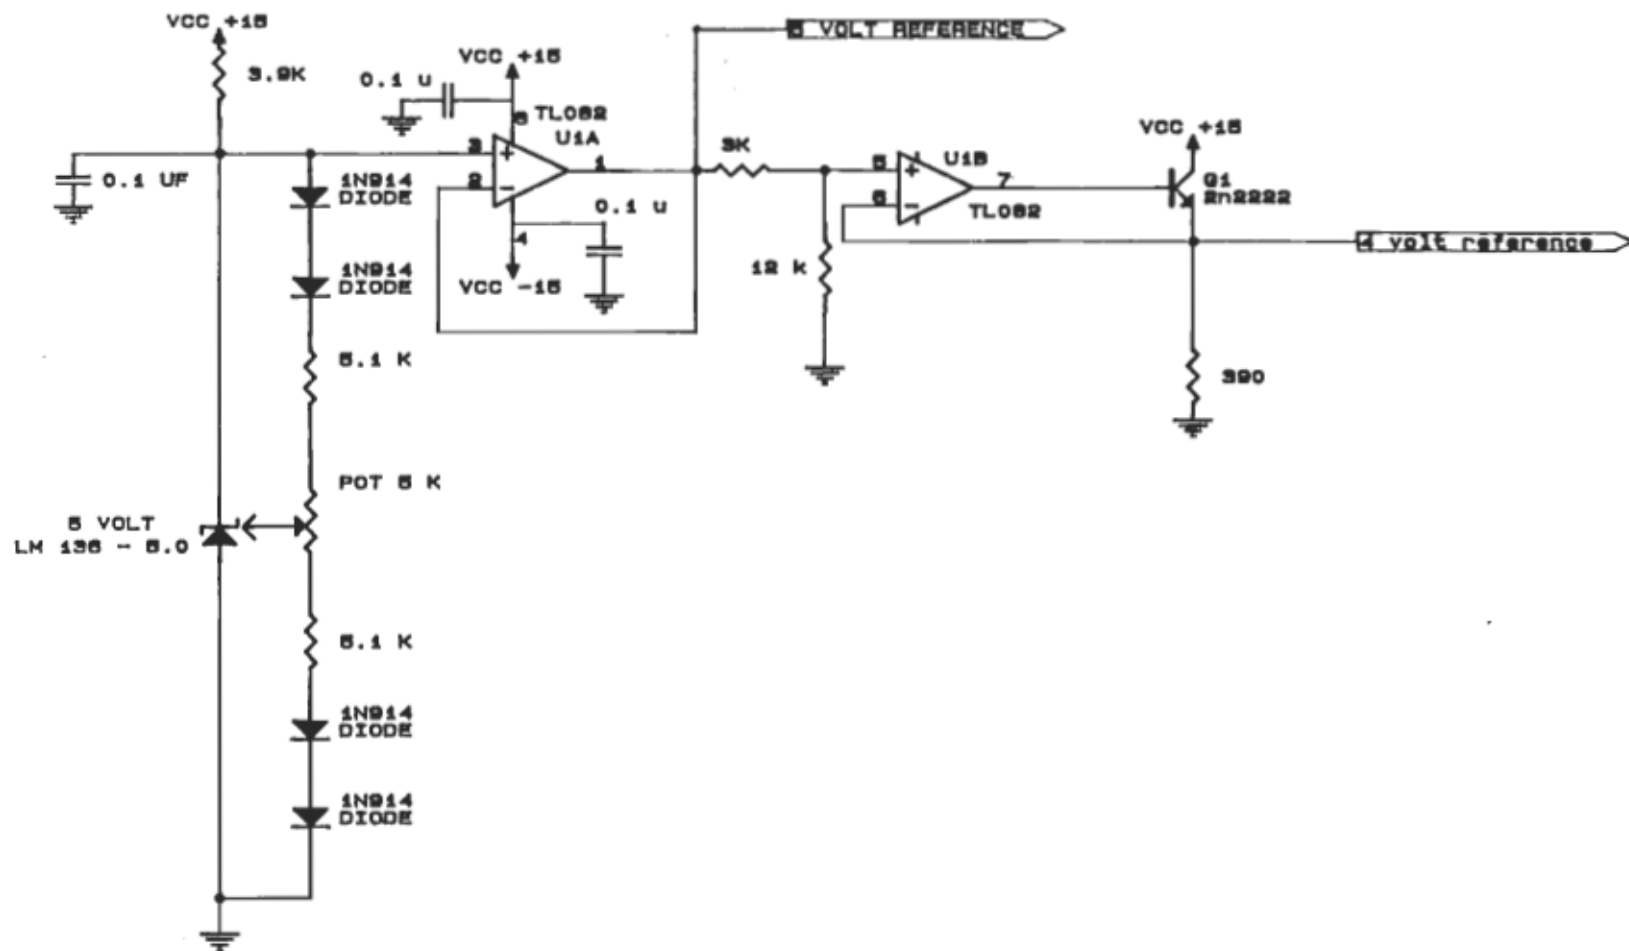 VCC +15
3.9K
0.1 UF
1N914
DIODE
1N914
DIODE
5.1 K
POT 5 K
5 VOLT
LM 136 - 5.0
5.1 K
1N914
DIODE
1N914
DIODE
VCC +15
0.1 u
8
TL082
U1A
3
2
1
4
0.1 u
VCC -15
5 VOLT REFERENCE
3K
12 k
5
6
U1B
7
TL082
VCC +15
Q1
2n2222
4 volt reference
390